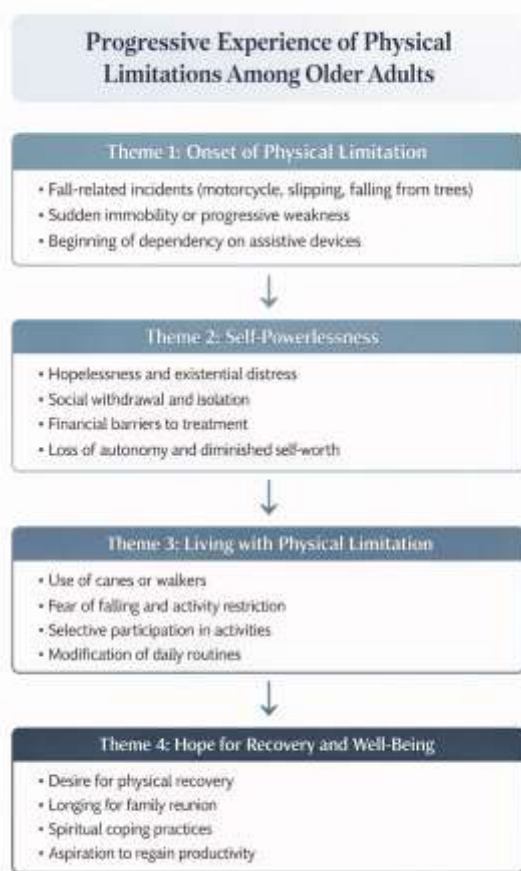 Progressive Experience of Physical
Limitations Among Older Adults
Theme 1: Onset of Physical Limitation
• Fall-related incidents (motorcycle, slipping, falling from trees)
• Sudden immobility or progressive weakness
• Beginning of dependency on assistive devices
Theme 2: Self-Powerlessness
• Hopelessness and existential distress
• Social withdrawal and isolation
• Financial barriers to treatment
• Loss of autonomy and diminished self-worth
Theme 3: Living with Physical Limitation
• Use of canes or walkers
• Fear of falling and activity restriction
• Selective participation in activities
• Modification of daily routines
Theme 4: Hope for Recovery and Well-Being
• Desire for physical recovery
• Longing for family reunion
• Spiritual coping practices
• Aspiration to regain productivity